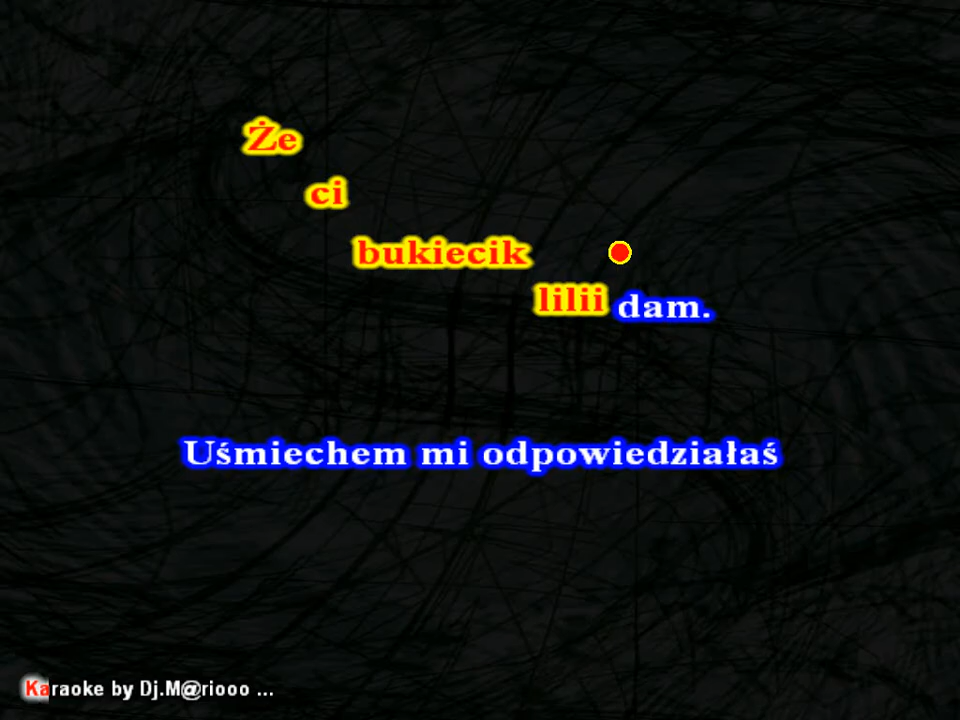 Że
ci
bukiecik
lilii dam.
Uśmiechem mi odpowiedziałaś
Karaoke by Dj.M@riooo ...